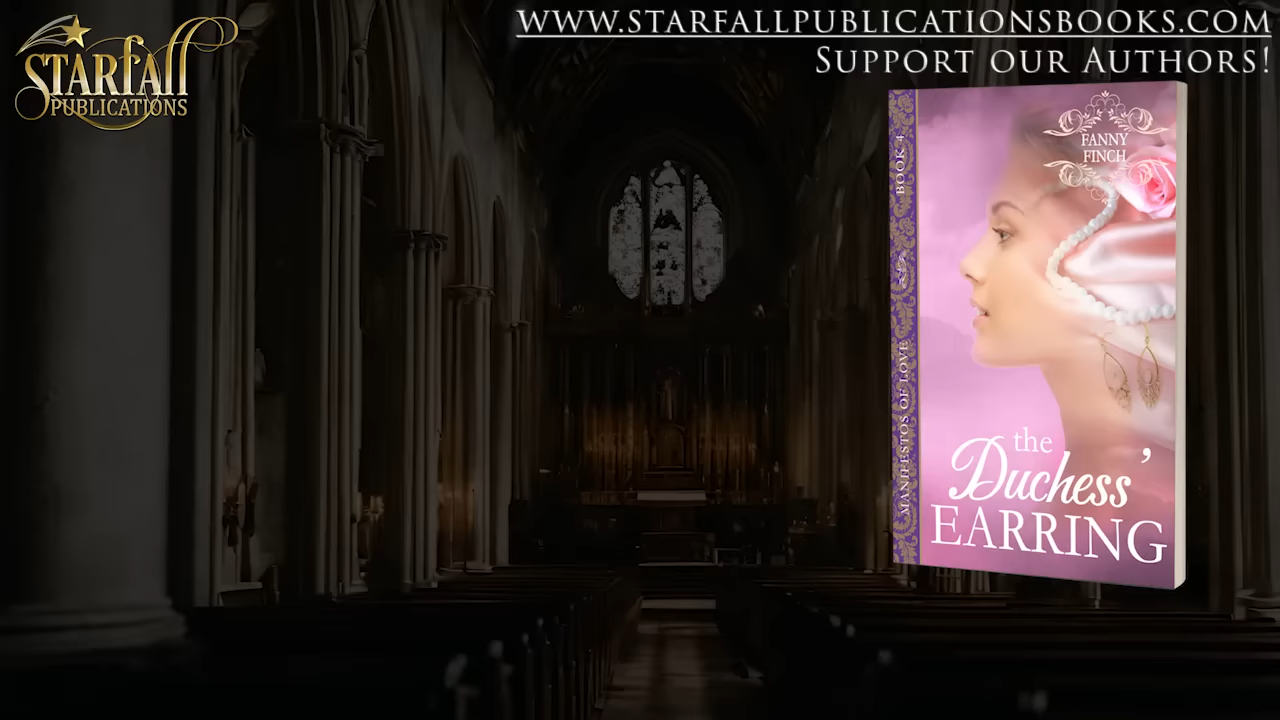 STARfall
PUBLICATIONS
WWW.STARFALLPUBLICATIONSBOOKS.COM
SUPPORT OUR AUTHORS!
BOOK 4
MANIFESTOS OF LOVE
FANNY
FINCH
the
Duchess'
EARRING